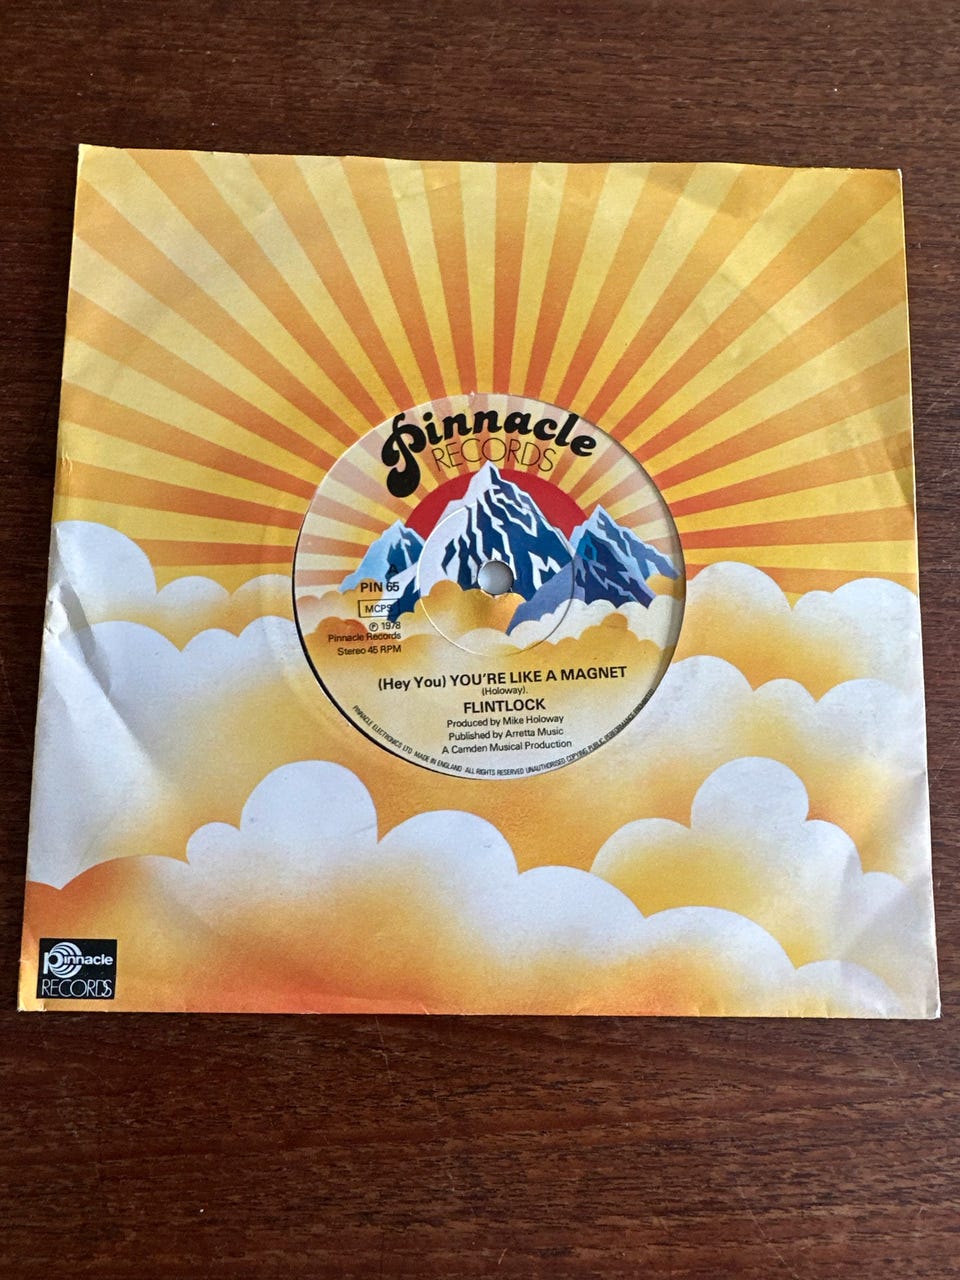 Pinnacle
RECORDS
A
PIN 65
MCPS
℗ 1978
Pinnacle Records
Stereo 45 RPM
(Hey You) YOU'RE LIKE A MAGNET
(Holoway).
FLINTLOCK
Produced by Mike Holoway
Published by Arretta Music
A Camden Musical Production
PINNACLE ELECTRONICS LTD. MADE IN ENGLAND · ALL RIGHTS RESERVED UNAUTHORISED COPYING PUBLIC PERFORMANCE PROHIBITED
Pinnacle
RECORDS